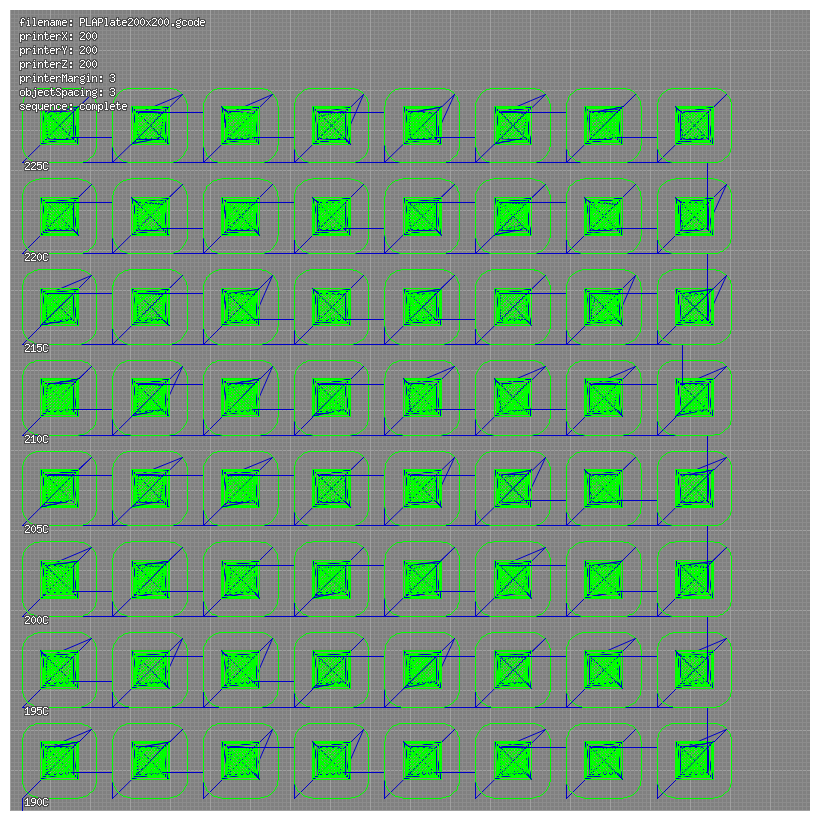 filename: PLAPlate200x200.gcode
printerX: 200
printerY: 200
printerZ: 200
printerMargin: 3
objectSpacing: 3
sequence: complete
225C
220C
215C
210C
205C
200C
195C
190C